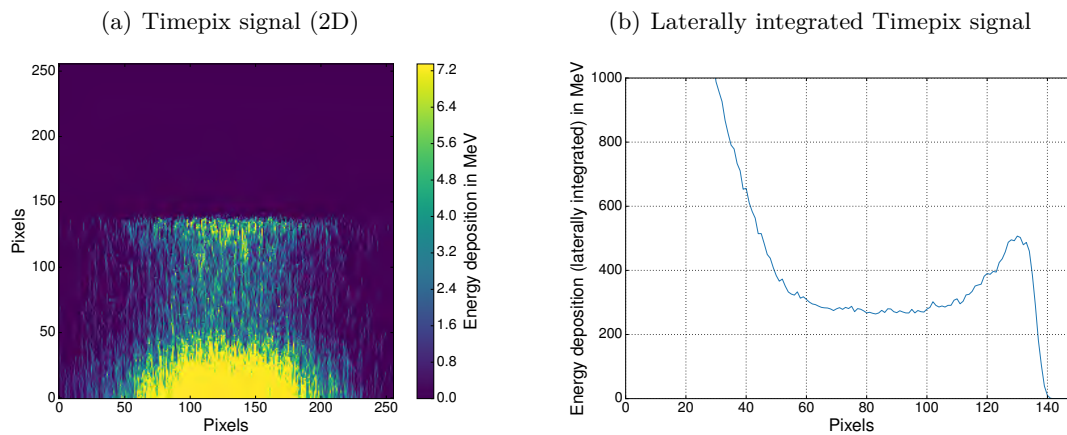 (a) Timepix signal (2D)
250
200
150
100
50
0
0 50 100 150 200 250
Pixels
Pixels
7.2
6.4
5.6
4.8
4.0
3.2
2.4
1.6
0.8
0.0
Energy deposition in MeV
(b) Laterally integrated Timepix signal
1000
800
600
400
200
0
0 20 40 60 80 100 120 140
Pixels
Energy deposition (laterally integrated) in MeV